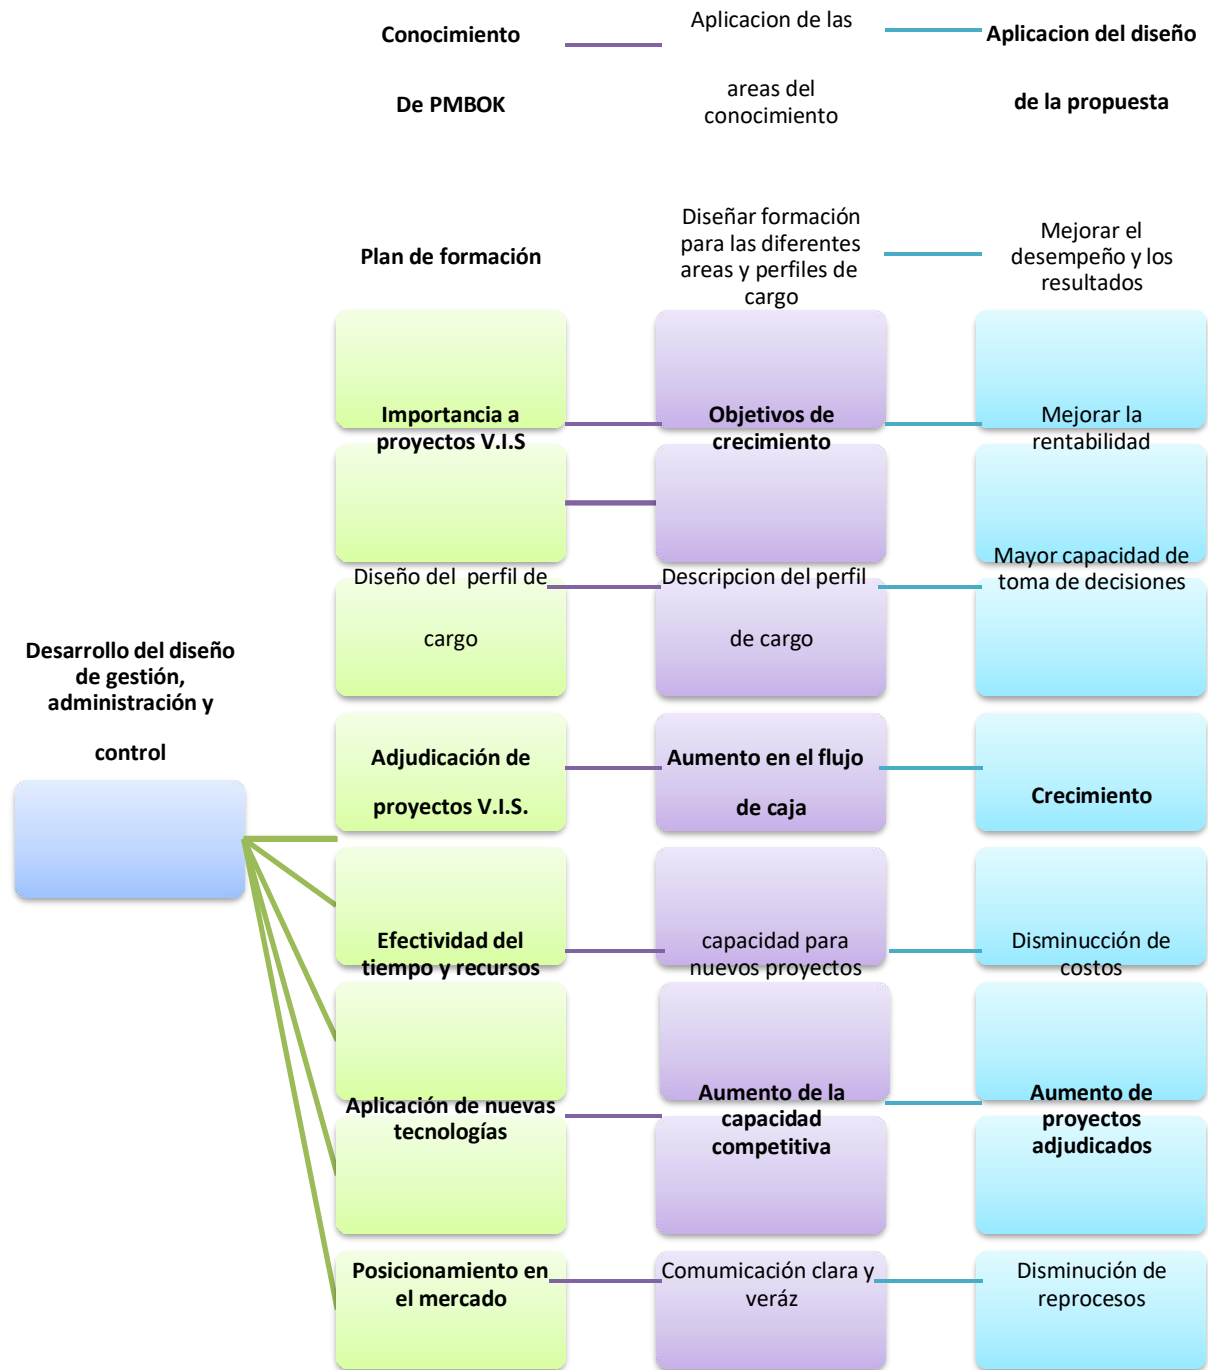 Conocimiento
De PMBOK
Aplicacion de las
areas del
conocimiento
Aplicacion del diseño
de la propuesta
Plan de formación
Diseñar formación
para las diferentes
areas y perfiles de
cargo
Mejorar el
desempeño y los
resultados
Importancia a
proyectos V.I.S
Objetivos de
crecimiento
Mejorar la
rentabilidad
Diseño del perfil de
cargo
Descripcion del perfil
de cargo
Mayor capacidad de
toma de decisiones
Desarrollo del diseño
de gestión,
administración y
control
Adjudicación de
proyectos V.I.S.
Aumento en el flujo
de caja
Crecimiento
Efectividad del
tiempo y recursos
capacidad para
nuevos proyectos
Disminucción de
costos
Aplicación de nuevas
tecnologías
Aumento de la
capacidad
competitiva
Aumento de
proyectos
adjudicados
Posicionamiento en
el mercado
Comumicación clara y
veráz
Disminución de
reprocesos